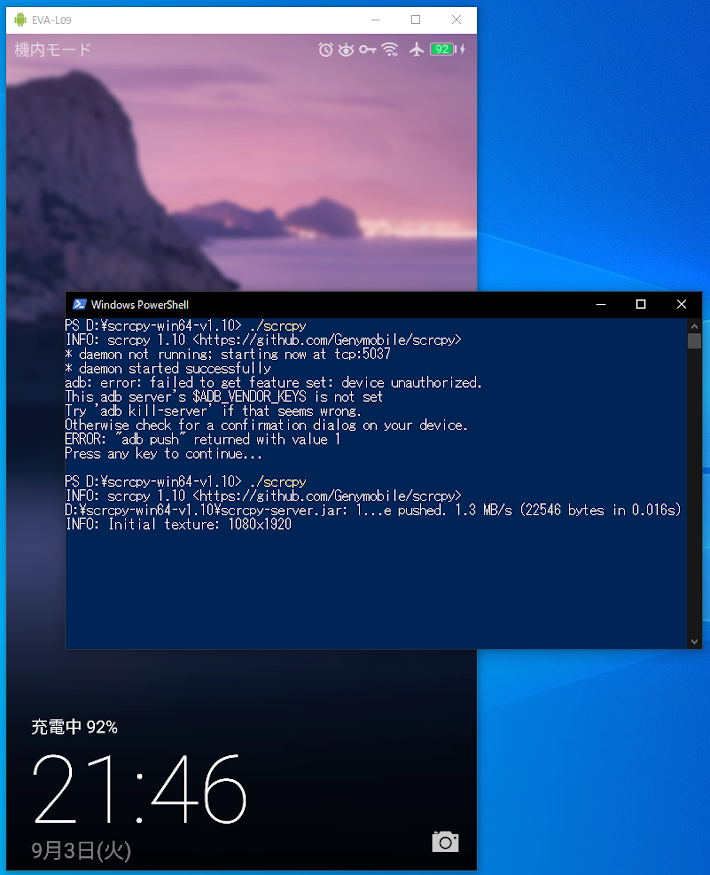 EVA-L09
機内モード
92
Windows PowerShell
PS D:¥scrcpy-win64-v1.10> ./scrcpy
INFO: scrcpy 1.10 <https://github.com/Genymobile/scrcpy>
* daemon not running; starting now at tcp:5037
* daemon started successfully
adb: error: failed to get feature set: device unauthorized.
This adb server's $ADB_VENDOR_KEYS is not set
Try 'adb kill-server' if that seems wrong.
Otherwise check for a confirmation dialog on your device.
ERROR: "adb push" returned with value 1
Press any key to continue...
PS D:¥scrcpy-win64-v1.10> ./scrcpy
INFO: scrcpy 1.10 <https://github.com/Genymobile/scrcpy>
D:¥scrcpy-win64-v1.10¥scrcpy-server.jar: 1...e pushed. 1.3 MB/s (22546 bytes in 0.016s)
INFO: Initial texture: 1080x1920
充電中 92%
21:46
9月3日(火)